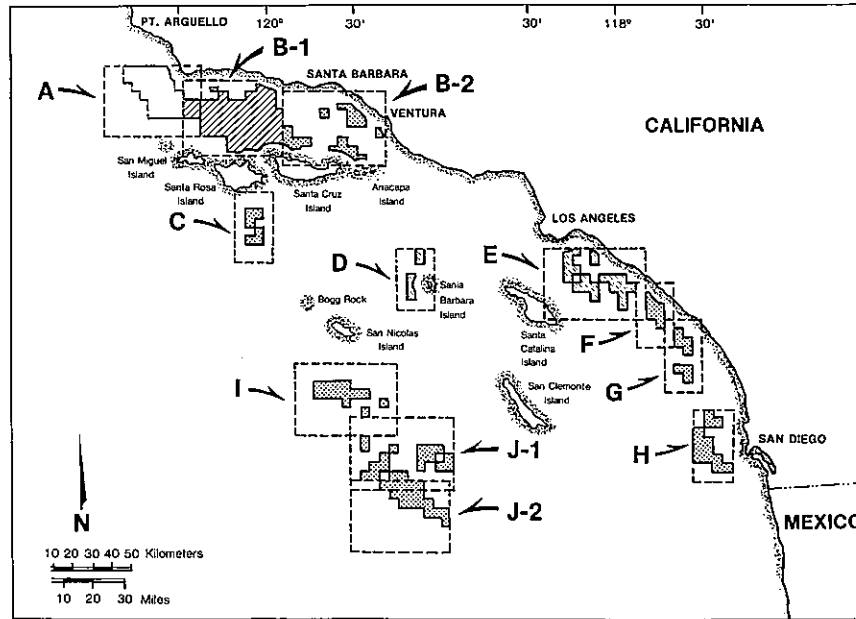 PT. ARGUELLO
120°
30'
30'
118°
30'
B-1
SANTA BARBARA
B-2
A
VENTURA
CALIFORNIA
San Miguel
Island
Santa Rosa
Island
Santa Cruz
Island
Anacapa
Island
C
LOS ANGELES
D
E
Santa
Barbara
Island
Bogg Rock
San Nicolas
Island
Santa
Catalina
Island
F
I
San Clemonte
Island
G
J-1
H
SAN DIEGO
J-2
N
MEXICO
10 20 30 40 50 Kilometers
10 20 30 Miles